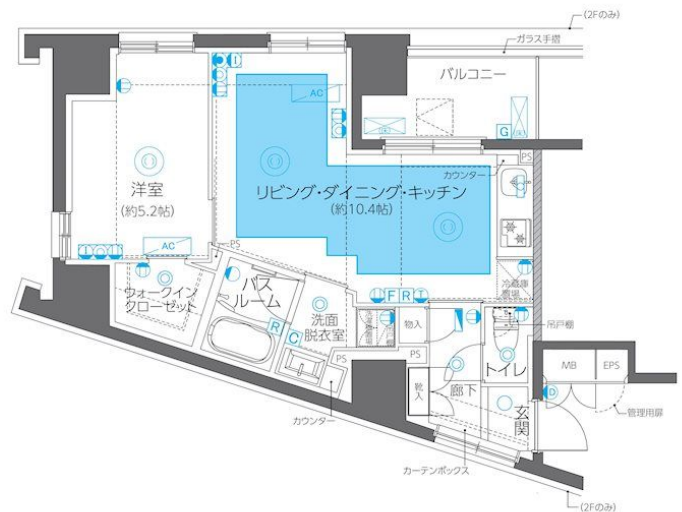 (2Fのみ)
ガラス手摺
バルコニー
AC
G
PS
カウンター
洋室
(約5.2帖)
リビング・ダイニング・キッチン
(約10.4帖)
AC
PS
冷蔵庫
置場
ウォークイン
クローゼット
バス
ルーム
F R T
R
C
洗面
脱衣室
物入
吊戸棚
トイレ
PS
PS
MB
EPS
靴入
廊下
玄関
D
管理用扉
カウンター
カーテンボックス
(2Fのみ)